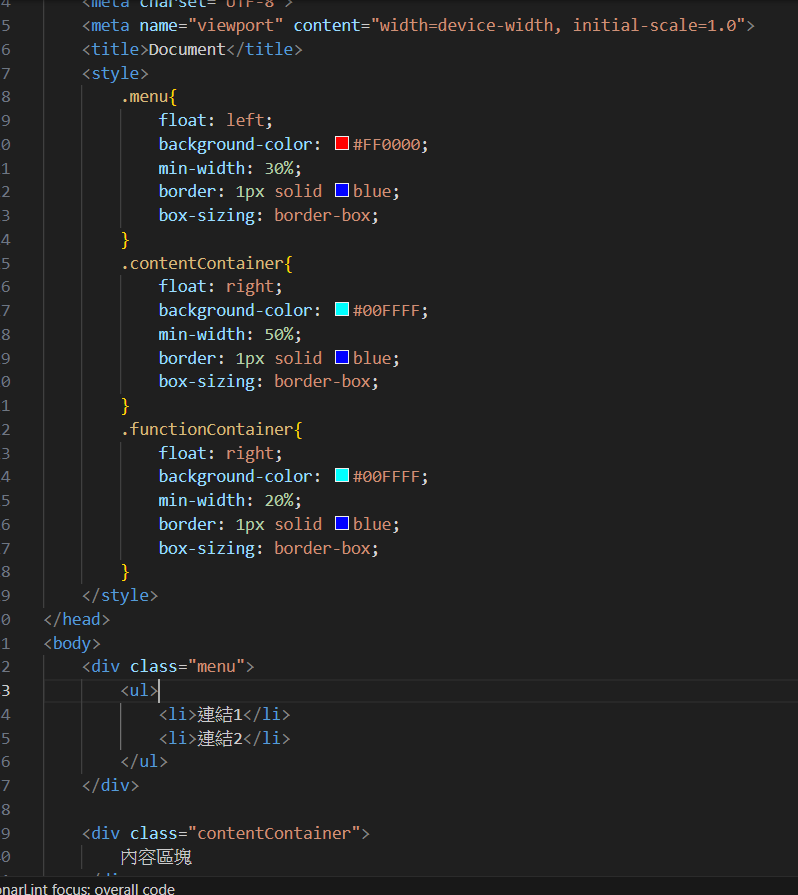 4 <meta charset="UTF-8">
5 <meta name="viewport" content="width=device-width, initial-scale=1.0">
6 <title>Document</title>
7 <style>
8 .menu{
9 float: left;
0 background-color: #FF0000;
1 min-width: 30%;
2 border: 1px solid blue;
3 box-sizing: border-box;
4 }
5 .contentContainer{
6 float: right;
7 background-color: #00FFFF;
8 min-width: 50%;
9 border: 1px solid blue;
0 box-sizing: border-box;
1 }
2 .functionContainer{
3 float: right;
4 background-color: #00FFFF;
5 min-width: 20%;
6 border: 1px solid blue;
7 box-sizing: border-box;
8 }
9 </style>
0 </head>
1 <body>
2 <div class="menu">
3 <ul>
4 <li>連結1</li>
5 <li>連結2</li>
6 </ul>
7 </div>
8
9 <div class="contentContainer">
0 內容區塊
onarLint focus: overall code